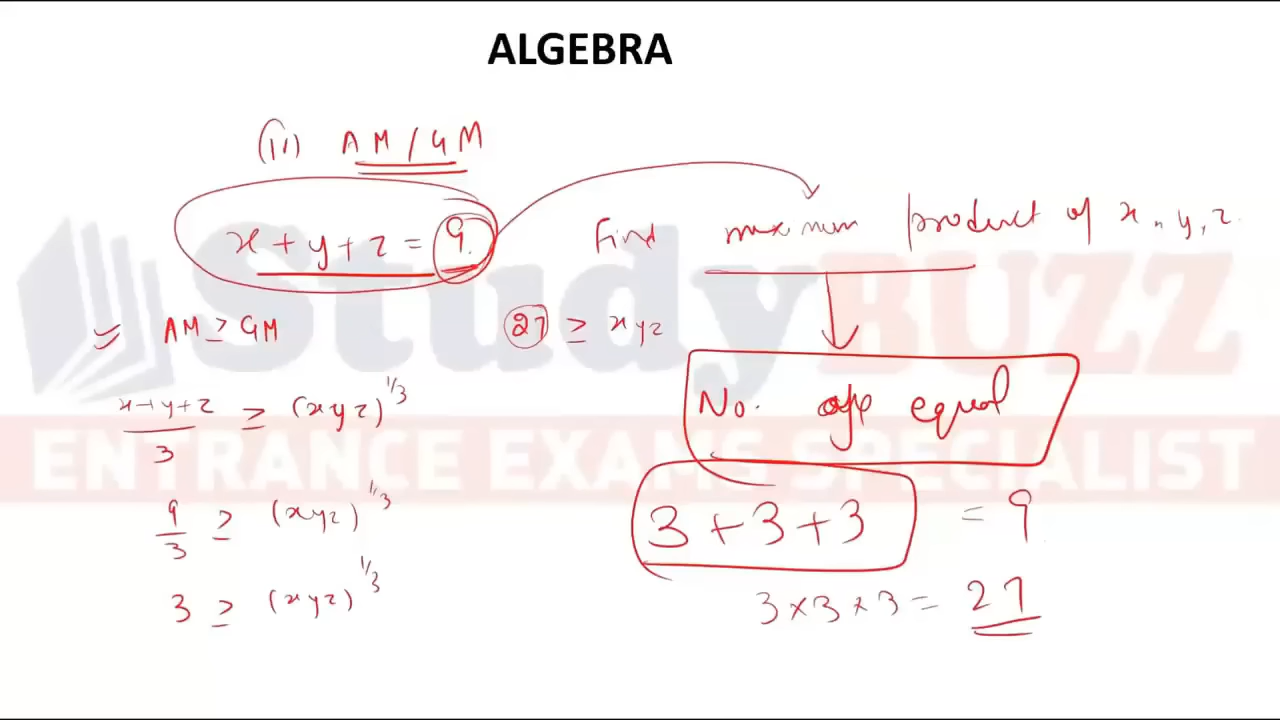 ALGEBRA
(iv) AM/GM
x + y + z = 9.
Find maximum product of x, y, z.
AM ≥ GM
27 ≥ xyz
x+y+z / 3 ≥ (xyz)^1/3
No. are equal
9/3 ≥ (xyz)^1/3
3 + 3 + 3 = 9
3 ≥ (xyz)^1/3
3 × 3 × 3 = 27
StudyBUZZ
ENTRANCE EXAMS SPECIALIST